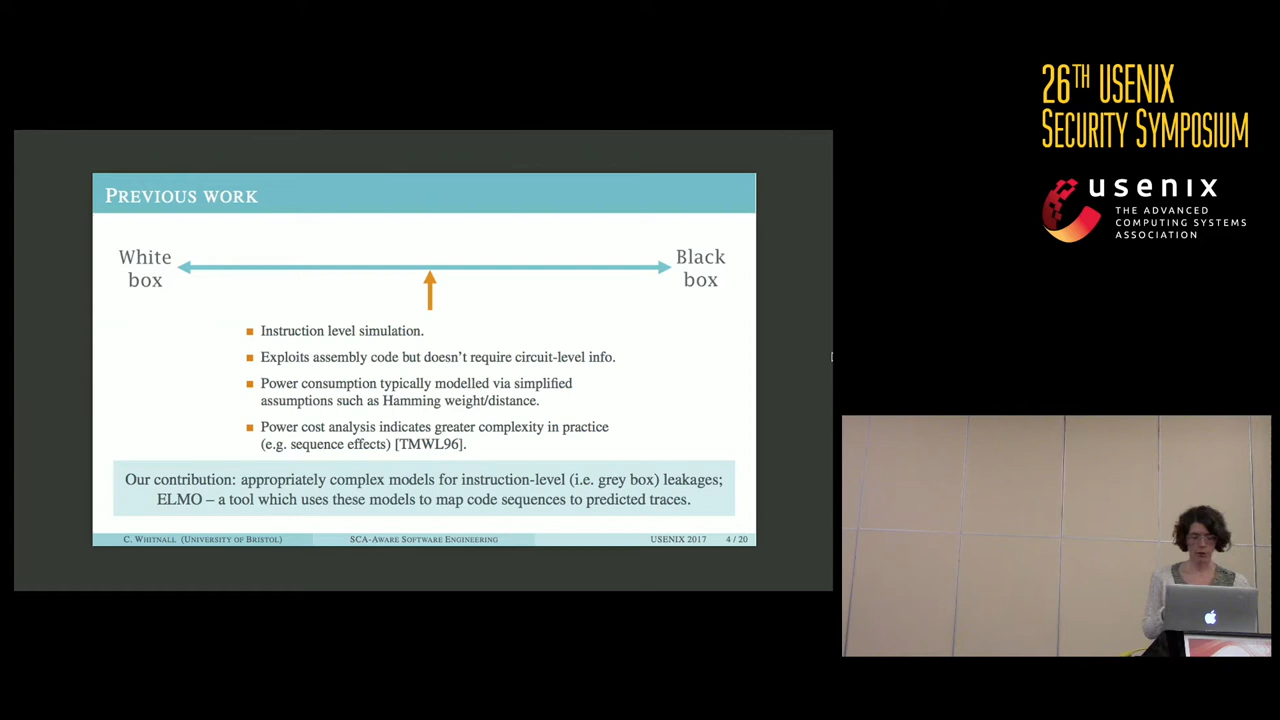 26TH USENIX
SECURITY SYMPOSIUM
usenix
THE ADVANCED
COMPUTING SYSTEMS
ASSOCIATION
PREVIOUS WORK
White
box
Black
box
Instruction level simulation.
Exploits assembly code but doesn't require circuit-level info.
Power consumption typically modelled via simplified
assumptions such as Hamming weight/distance.
Power cost analysis indicates greater complexity in practice
(e.g. sequence effects) [TMWL96].
Our contribution: appropriately complex models for instruction-level (i.e. grey box) leakages;
ELMO – a tool which uses these models to map code sequences to predicted traces.
C. WHITNALL (UNIVERSITY OF BRISTOL) SCA-AWARE SOFTWARE ENGINEERING USENIX 2017 4 / 20